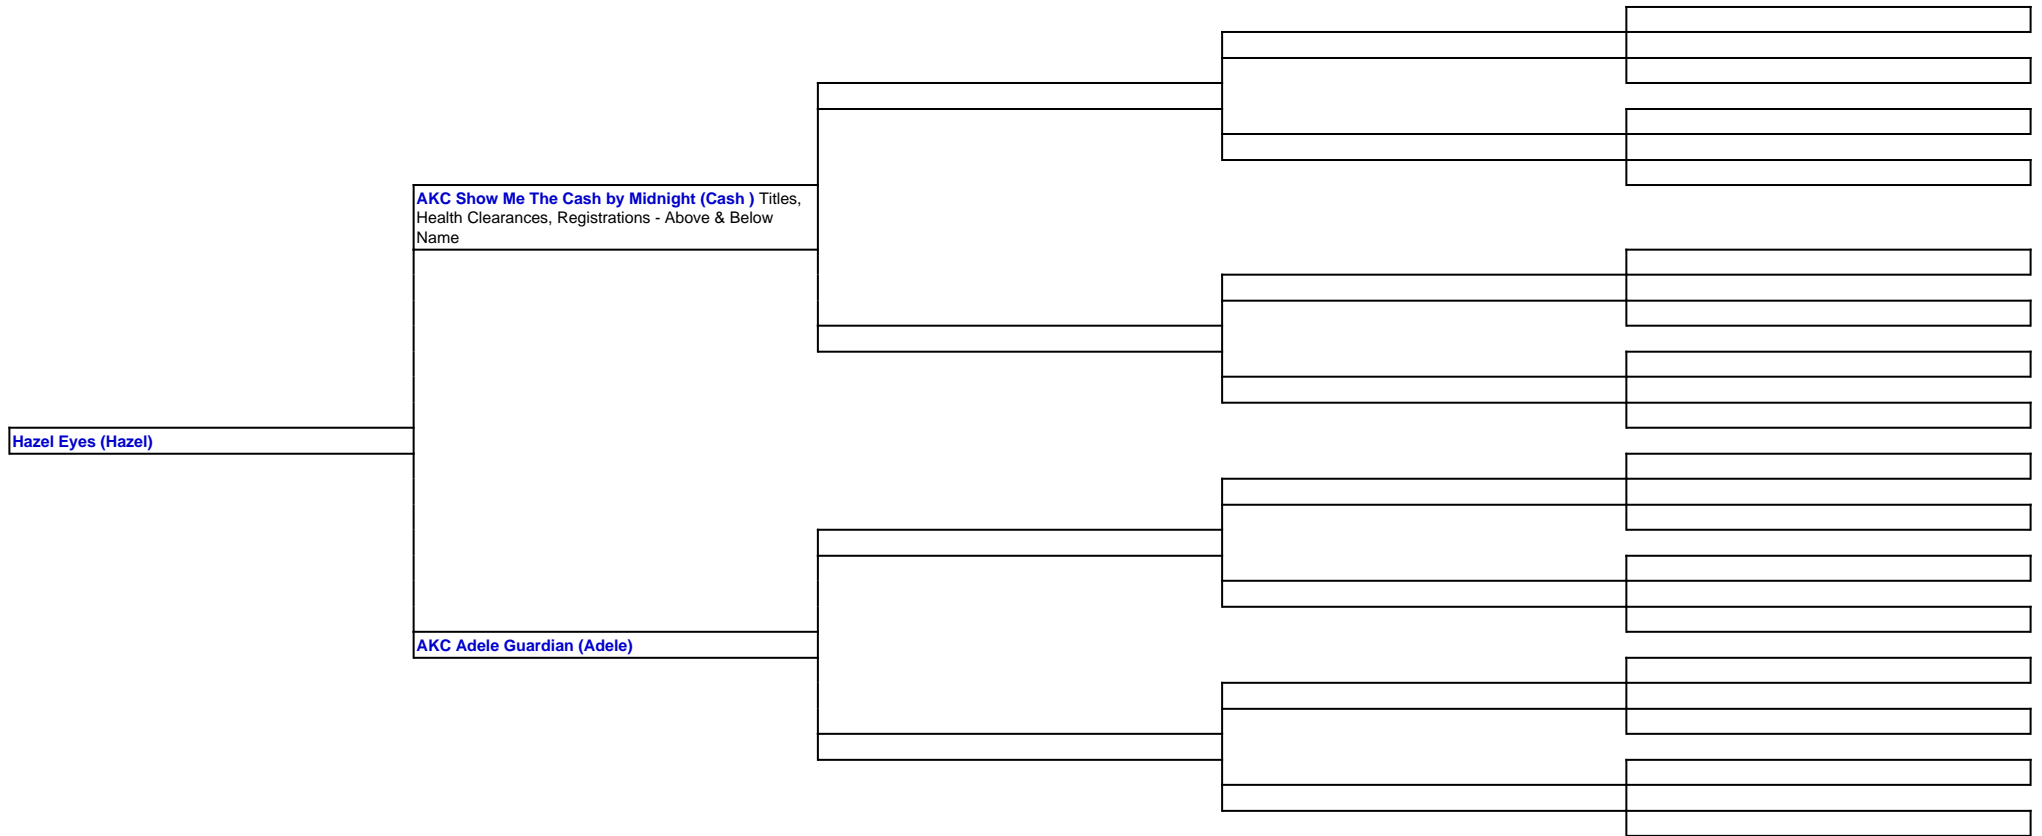 AKC Show Me The Cash by Midnight (Cash ) Titles,
Health Clearances, Registrations - Above & Below
Name
Hazel Eyes (Hazel)
AKC Adele Guardian (Adele)